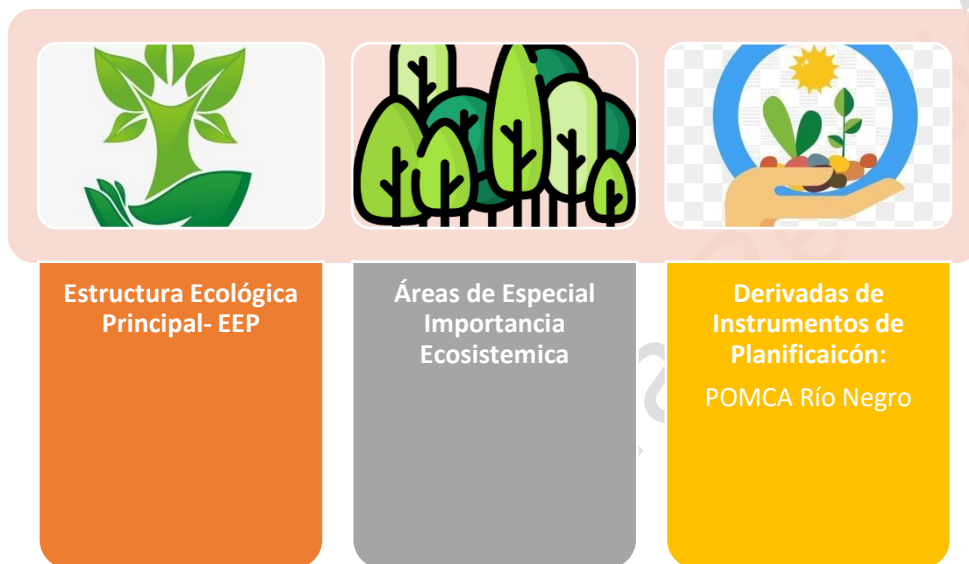 Estructura Ecológica
Principal- EEP
Áreas de Especial
Importancia
Ecosistemica
Derivadas de
Instrumentos de
Planificaicón:
POMCA Río Negro